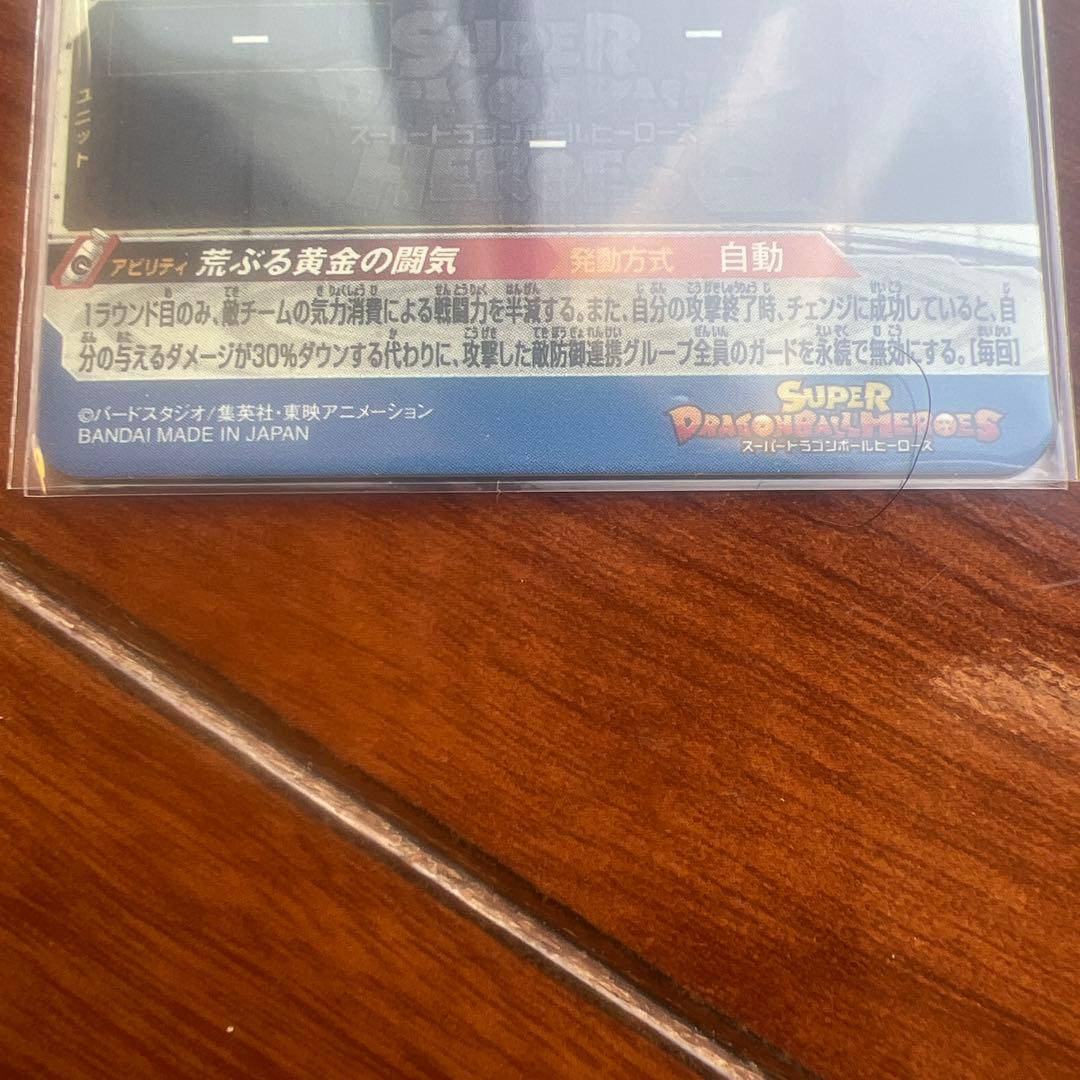 SUPER
DRAGONBALL
スーパードラゴンボールヒーローズ
HEROES
ユニット
アビリティ 荒ぶる黄金の闘気 発動方式 自動
1ラウンド目のみ、敵チームの気力消費による戦闘力を半減する。また、自分の攻撃終了時、チェンジに成功していると、自
分の与えるダメージが30%ダウンする代わりに、攻撃した敵防御連携グループ全員のガードを永続で無効にする。[毎回]
©バードスタジオ/集英社・東映アニメーション
BANDAI MADE IN JAPAN
SUPER
DRAGONBALL HEROES
スーパードラゴンボールヒーローズ